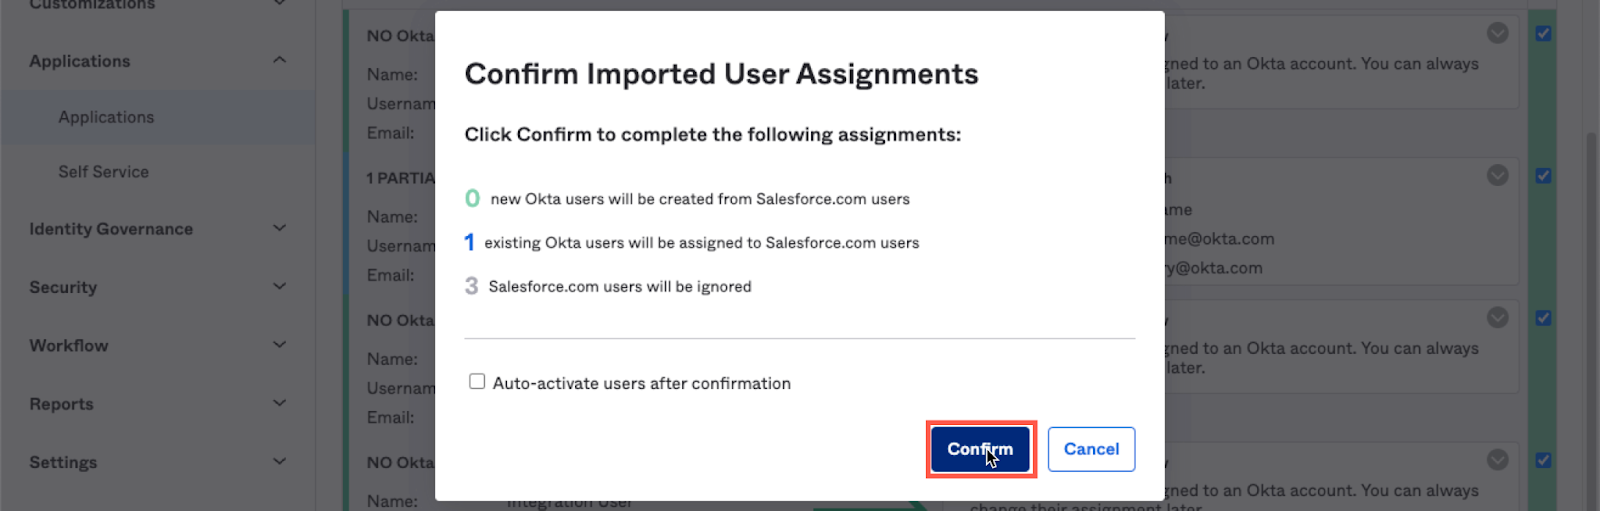 Customizations
Applications
Applications
Self Service
Identity Governance
Security
Workflow
Reports
Settings
NO Okta
Name:
Usernam
Email:
1 PARTIA
Name:
Usernam
Email:
NO Okta
Name:
Usernam
Email:
NO Okta
Name:
Integration User
Confirm Imported User Assignments
Click Confirm to complete the following assignments:
0 new Okta users will be created from Salesforce.com users
1 existing Okta users will be assigned to Salesforce.com users
3 Salesforce.com users will be ignored
Auto-activate users after confirmation
Confirm
Cancel
gned to an Okta account. You can always
later.
h
ame
me@okta.com
ry@okta.com
gned to an Okta account. You can always
later.
gned to an Okta account. You can always
change their assignment later.